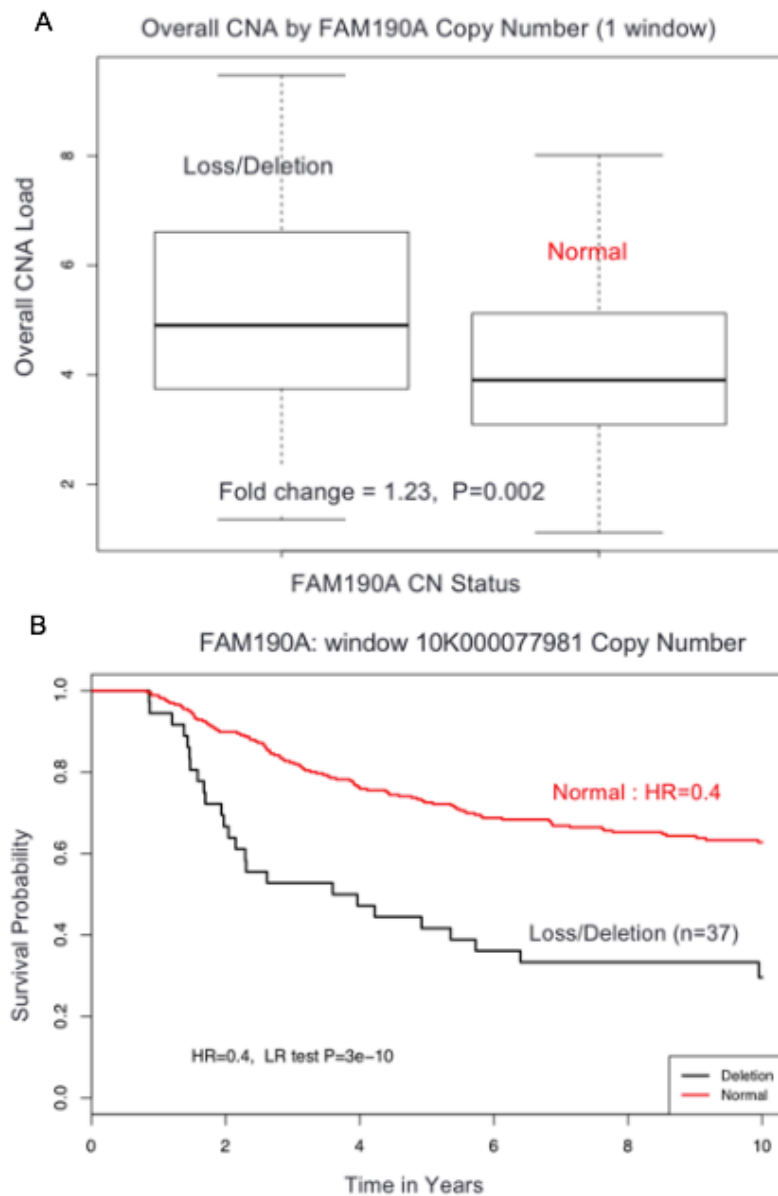 A
Overall CNA by FAM190A Copy Number (1 window)
Overall CNA Load
8
6
4
2
Loss/Deletion
Normal
Fold change = 1.23, P=0.002
FAM190A CN Status
B
FAM190A: window 10K000077981 Copy Number
Survival Probability
1.0
0.8
0.6
0.4
0.2
0.0
Normal : HR=0.4
Loss/Deletion (n=37)
HR=0.4, LR test P=3e-10
Deletion
Normal
0 2 4 6 8 10
Time in Years